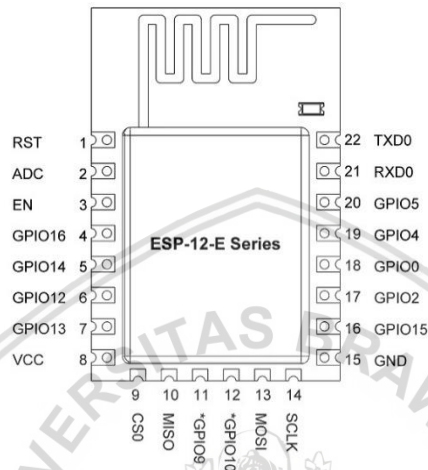 RST 1 22 TXD0
ADC 2 21 RXD0
EN 3 20 GPIO5
GPIO16 4 19 GPIO4
ESP-12-E Series
GPIO14 5 18 GPIO0
GPIO12 6 17 GPIO2
GPIO13 7 16 GPIO15
VCC 8 15 GND
9 10 11 12 13 14
CS0 MISO *GPIO9 *GPIO10 MOSI SCLK
ERSITAS BRAW